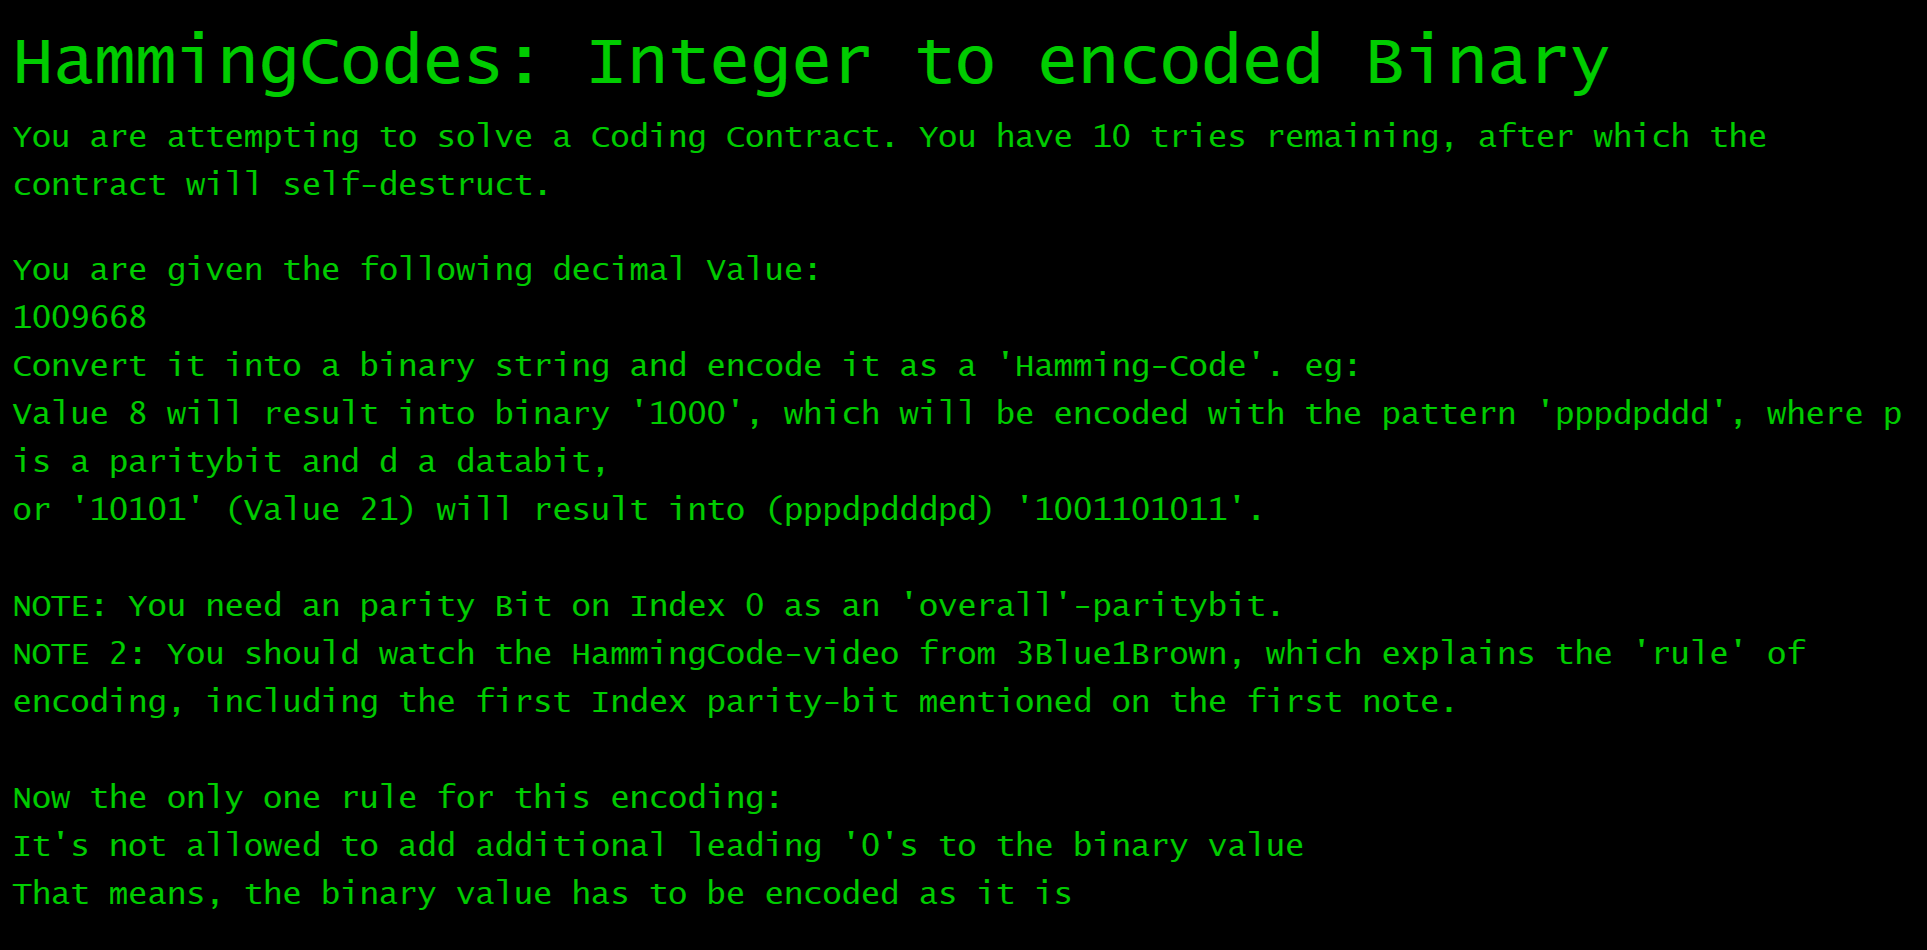 HammingCodes: Integer to encoded Binary
You are attempting to solve a Coding Contract. You have 10 tries remaining, after which the
contract will self-destruct.
You are given the following decimal Value:
1009668
Convert it into a binary string and encode it as a 'Hamming-Code'. eg:
Value 8 will result into binary '1000', which will be encoded with the pattern 'pppdpddd', where p
is a paritybit and d a databit,
or '10101' (Value 21) will result into (pppdpdddpd) '1001101011'.
NOTE: You need an parity Bit on Index 0 as an 'overall'-paritybit.
NOTE 2: You should watch the HammingCode-video from 3Blue1Brown, which explains the 'rule' of
encoding, including the first Index parity-bit mentioned on the first note.
Now the only one rule for this encoding:
It's not allowed to add additional leading '0's to the binary value
That means, the binary value has to be encoded as it is